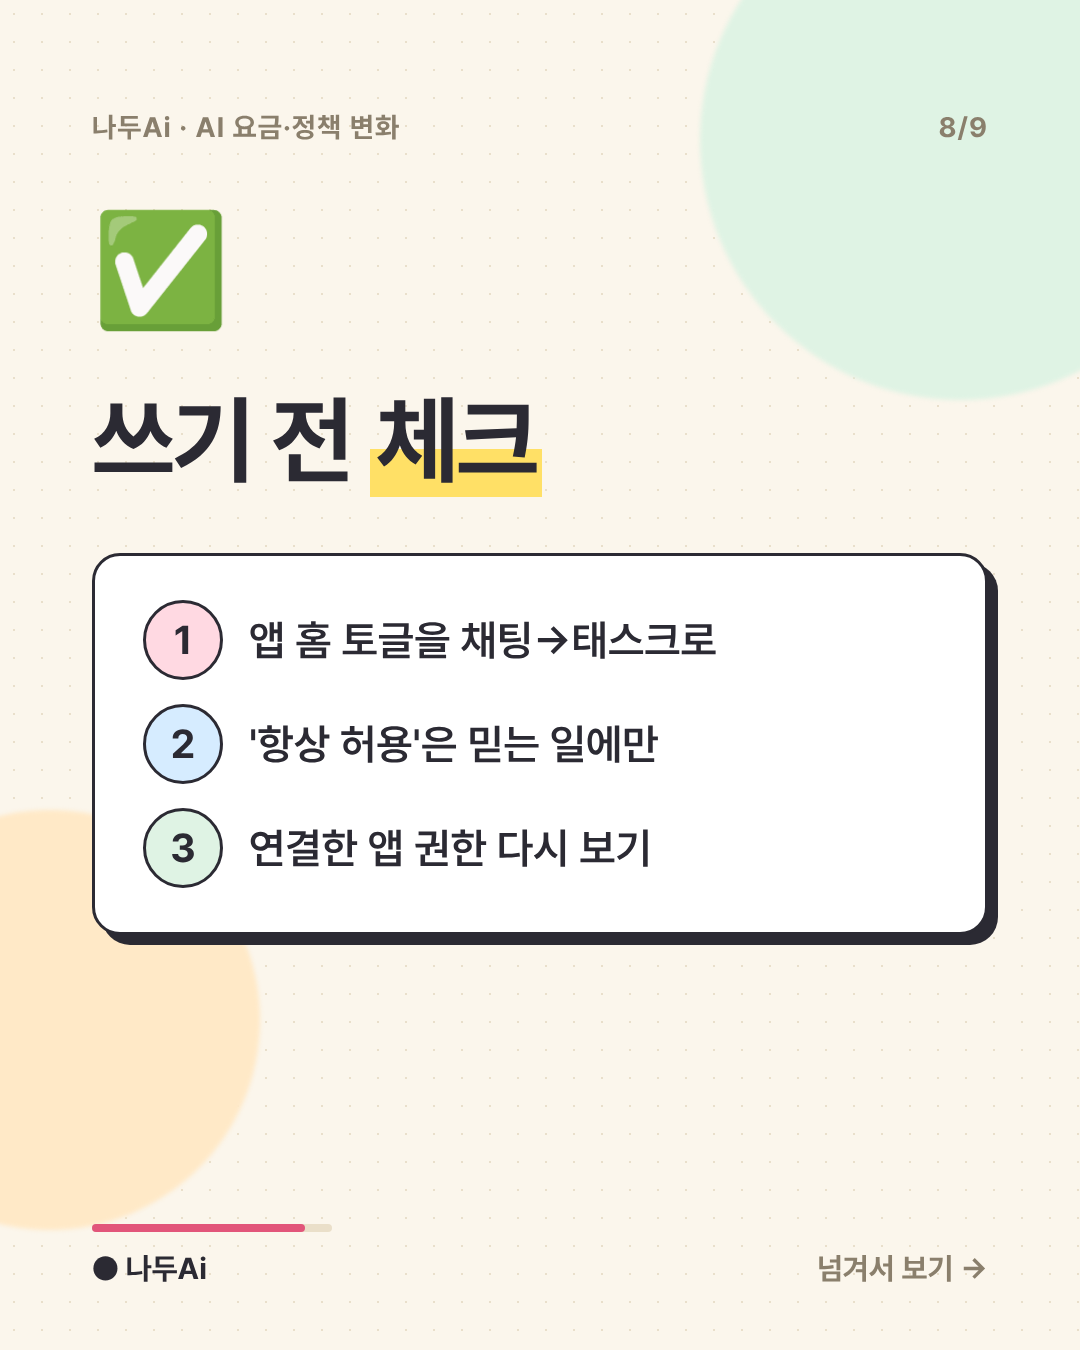 나두Ai · AI 요금·정책 변화
8/9
✅
쓰기 전 체크
1 앱 홈 토글을 채팅→태스크로
2 '항상 허용'은 믿는 일에만
3 연결한 앱 권한 다시 보기
● 나두Ai
넘겨서 보기 →